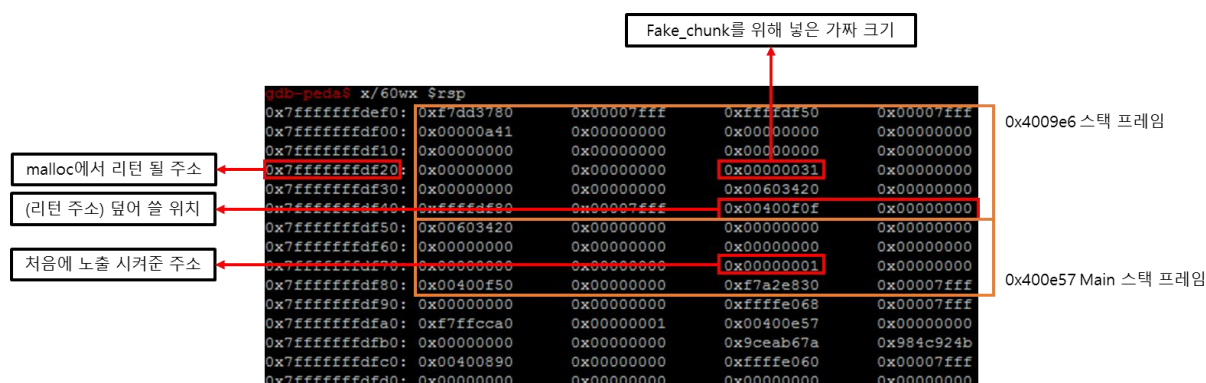 Fake_chunk를 위해 넣은 가짜 크기
gdb-peda$ x/60wx $rsp
0x7fffffffdef0: 0xf7dd3780 0x00007fff 0xffffdf50 0x00007fff
0x4009e6 스택 프레임
0x7fffffffdf00: 0x00000a41 0x00000000 0x00000000 0x00000000
0x7fffffffdf10: 0x00000000 0x00000000 0x00000000 0x00000000
malloc에서 리턴 될 주소
0x7fffffffdf20: 0x00000000 0x00000000 0x00000031 0x00000000
0x7fffffffdf30: 0x00000000 0x00000000 0x00603420 0x00000000
(리턴 주소) 덮어 쓸 위치
0x7fffffffdf40: 0xffffdf80 0x00007fff 0x00400f0f 0x00000000
0x7fffffffdf50: 0x00603420 0x00000000 0x00000000 0x00000000
0x7fffffffdf60: 0x00000000 0x00000000 0x00000000 0x00000000
처음에 노출 시켜준 주소
0x7fffffffdf70: 0x00000000 0x00000000 0x00000001 0x00000000
0x400e57 Main 스택 프레임
0x7fffffffdf80: 0x00400f50 0x00000000 0xf7a2e830 0x00007fff
0x7fffffffdf90: 0x00000000 0x00000000 0xffffe068 0x00007fff
0x7fffffffdfa0: 0xf7ffcca0 0x00000001 0x00400e57 0x00000000
0x7fffffffdfb0: 0x00000000 0x00000000 0x9ceab67a 0x984c924b
0x7fffffffdfc0: 0x00400890 0x00000000 0xffffe060 0x00007fff
0x7fffffffdfd0: 0x00000000 0x00000000 0x00000000 0x00000000